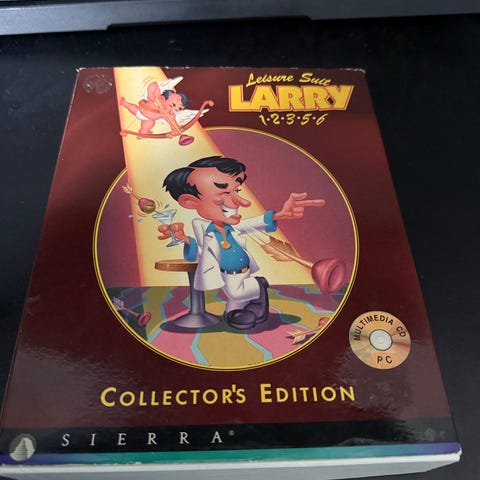 Leisure Suit
LARRY
1·2·3·5·6
MULTIMEDIA CD
PC
COLLECTOR'S EDITION
SIERRA®